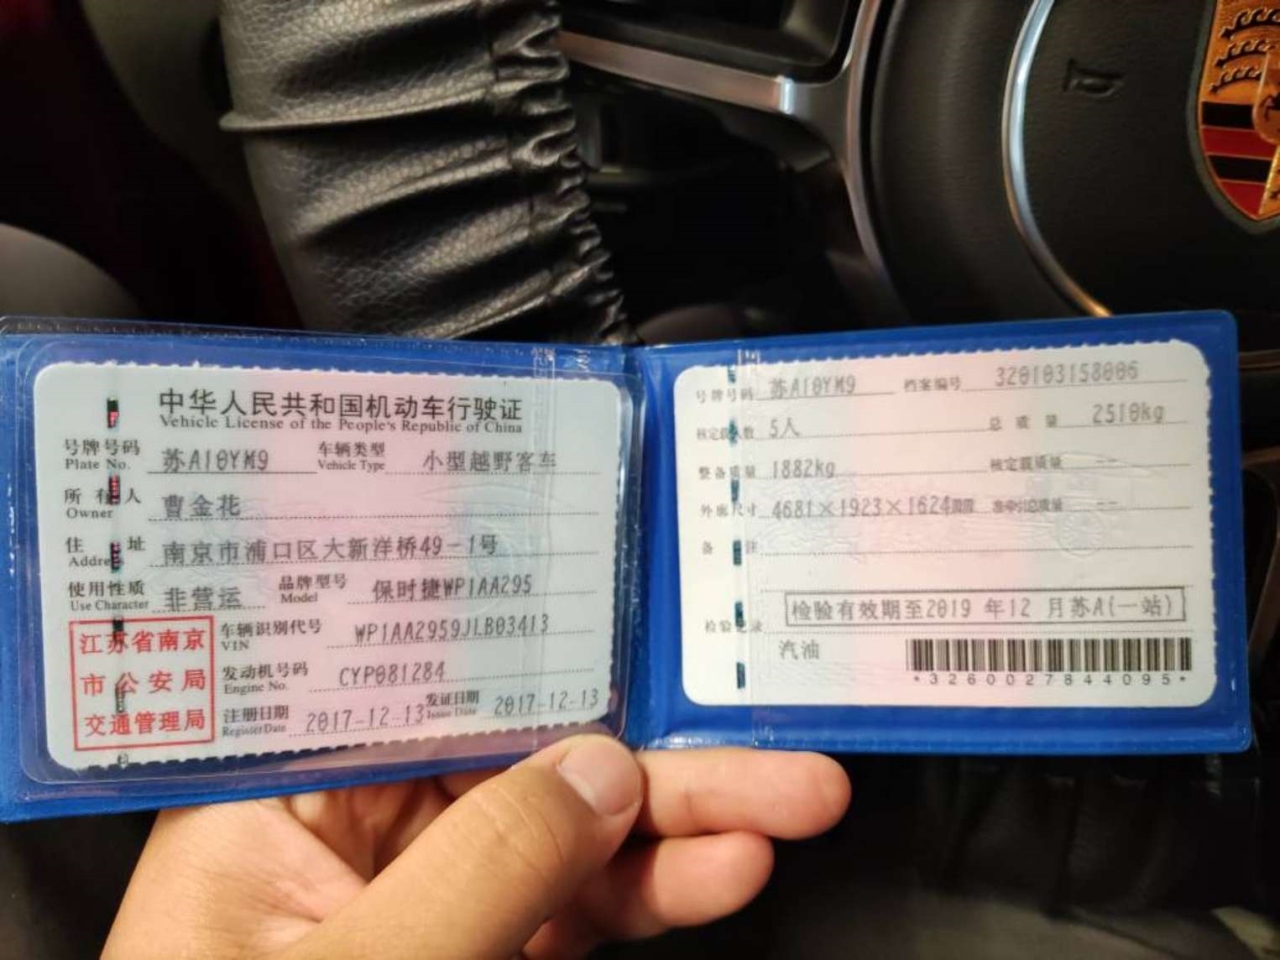 中华人民共和国机动车行驶证
Vehicle License of the People's Republic of China
号牌号码 苏A10YM9 车辆类型 小型越野客车
Plate No. Vehicle Type
所有人 曹金花
Owner
住址 南京市浦口区大新洋桥49-1号
Address
使用性质 非营运 品牌型号 保时捷WP1AA295
Use Character Model
江苏省南京
市公安局
交通管理局
车辆识别代号 WP1AA2959JLB03413
VIN
发动机号码 CYP081284
Engine No.
注册日期 2017-12-13 发证日期 2017-12-13
Register Date Issue Date
号牌号码 苏A10YM9 档案编号 320103158006
核定载人数 5人 总质量 2510kg
整备质量 1882kg 核定载质量 --
外廓尺寸 4681×1923×1624mm 准牵引总质量 --
备注
检验有效期至2019年12月苏A(一站)
检验记录
汽油
*3260027844095*